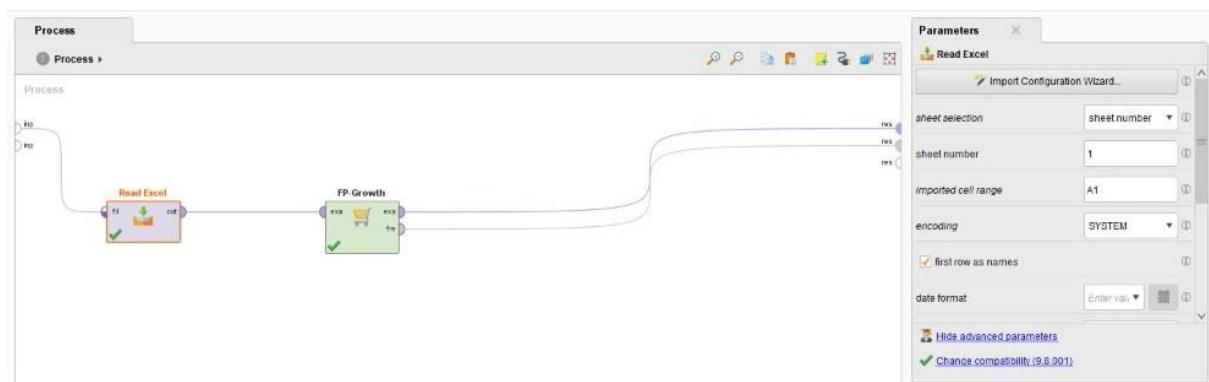 Process
Process
Process
inp
inp
res
res
res
Read Excel
fil
out
FP-Growth
exa
exa
fre
Parameters
Read Excel
Import Configuration Wizard...
sheet selection
sheet number
sheet number
1
imported cell range
A1
encoding
SYSTEM
first row as names
date format
Enter val
Hide advanced parameters
Change compatibility (9.8.001)